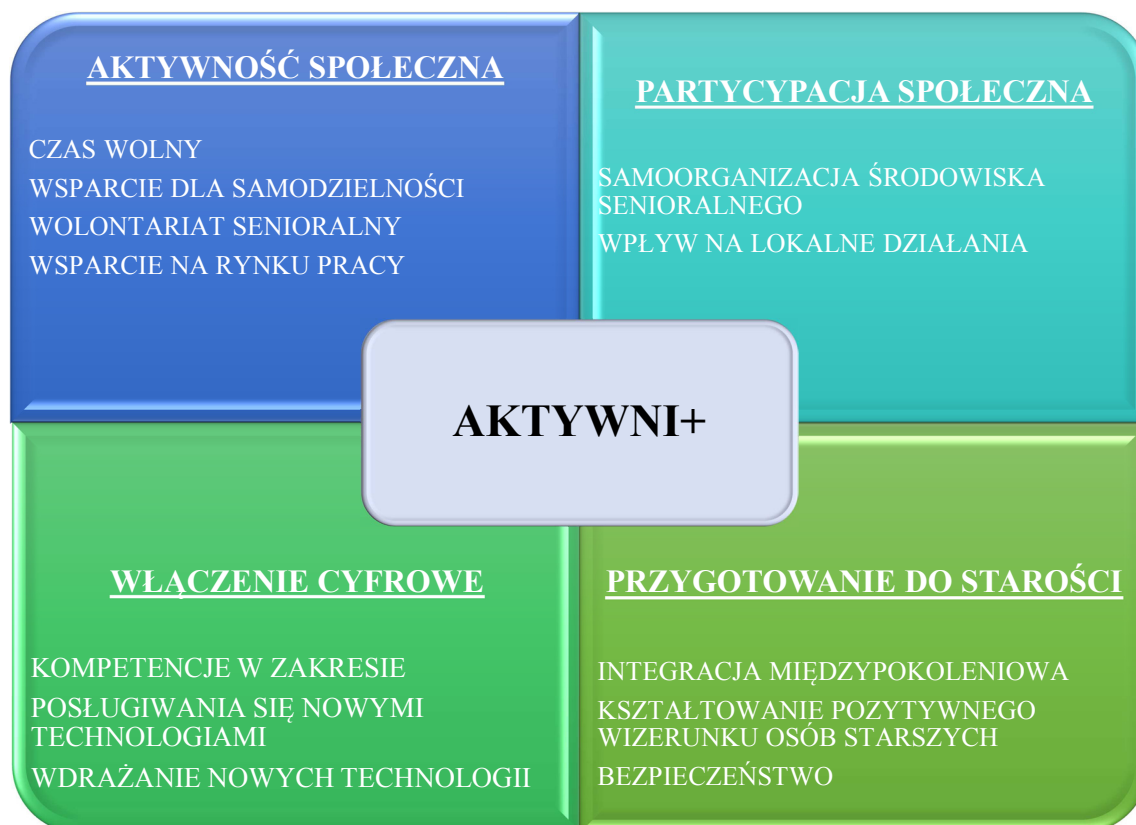 AKTYWNOŚĆ SPOŁECZNA
CZAS WOLNY
WSPARCIE DLA SAMODZIELNOŚCI
WOLONTARIAT SENIORALNY
WSPARCIE NA RYNKU PRACY
PARTYCYPACJA SPOŁECZNA
SAMOORGANIZACJA ŚRODOWISKA
SENIORALNEGO
WPŁYW NA LOKALNE DZIAŁANIA
AKTYWNI+
WŁĄCZENIE CYFROWE
KOMPETENCJE W ZAKRESIE
POSŁUGIWANIA SIĘ NOWYMI
TECHNOLOGIAMI
WDRAŻANIE NOWYCH TECHNOLOGII
PRZYGOTOWANIE DO STAROŚCI
INTEGRACJA MIĘDZYPOKOLENIOWA
KSZTAŁTOWANIE POZYTYWNEGO
WIZERUNKU OSÓB STARSZYCH
BEZPIECZEŃSTWO